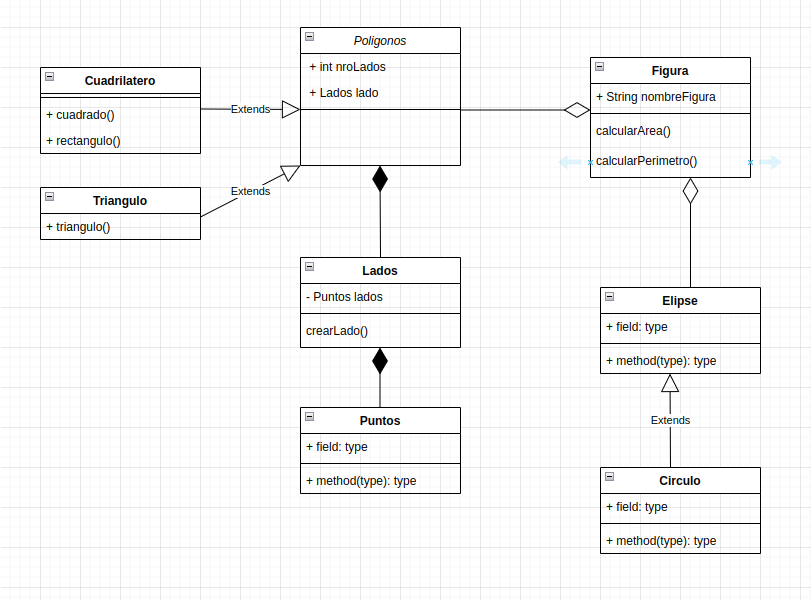 Poligonos
+ int nroLados
+ Lados lado
Cuadrilatero
+ cuadrado()
+ rectangulo()
Extends
Triangulo
+ triangulo()
Extends
Figura
+ String nombreFigura
calcularArea()
calcularPerimetro()
Lados
- Puntos lados
crearLado()
Puntos
+ field: type
+ method(type): type
Elipse
+ field: type
+ method(type): type
Extends
Circulo
+ field: type
+ method(type): type